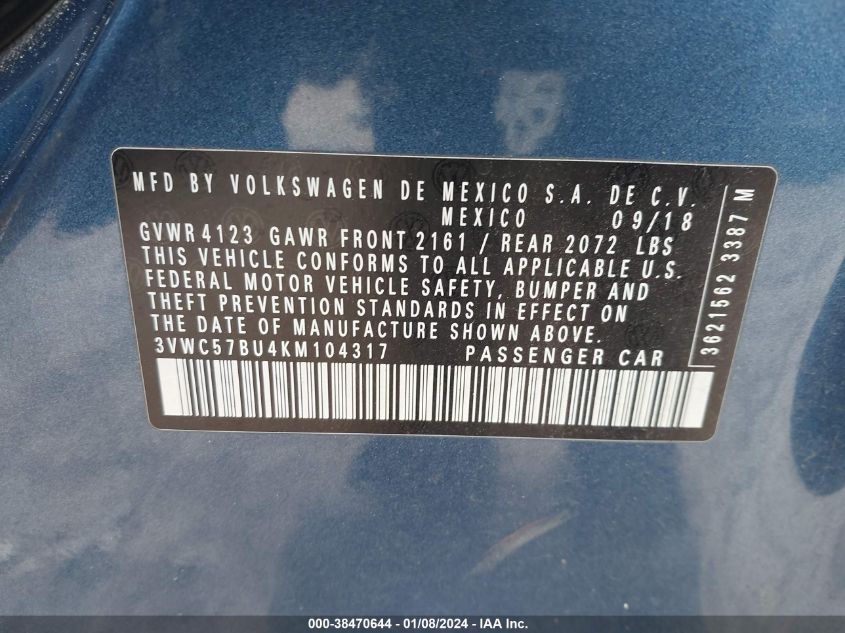 MFD BY VOLKSWAGEN DE MEXICO S.A. DE C.V.
MEXICO 09/18
GVWR 4123 GAWR FRONT 2161 / REAR 2072 LBS
THIS VEHICLE CONFORMS TO ALL APPLICABLE U.S.
FEDERAL MOTOR VEHICLE SAFETY, BUMPER AND
THEFT PREVENTION STANDARDS IN EFFECT ON
THE DATE OF MANUFACTURE SHOWN ABOVE.
3VWC57BU4KM104317 PASSENGER CAR
3621562 3387 M
000-38470644 - 01/08/2024 - IAA Inc.